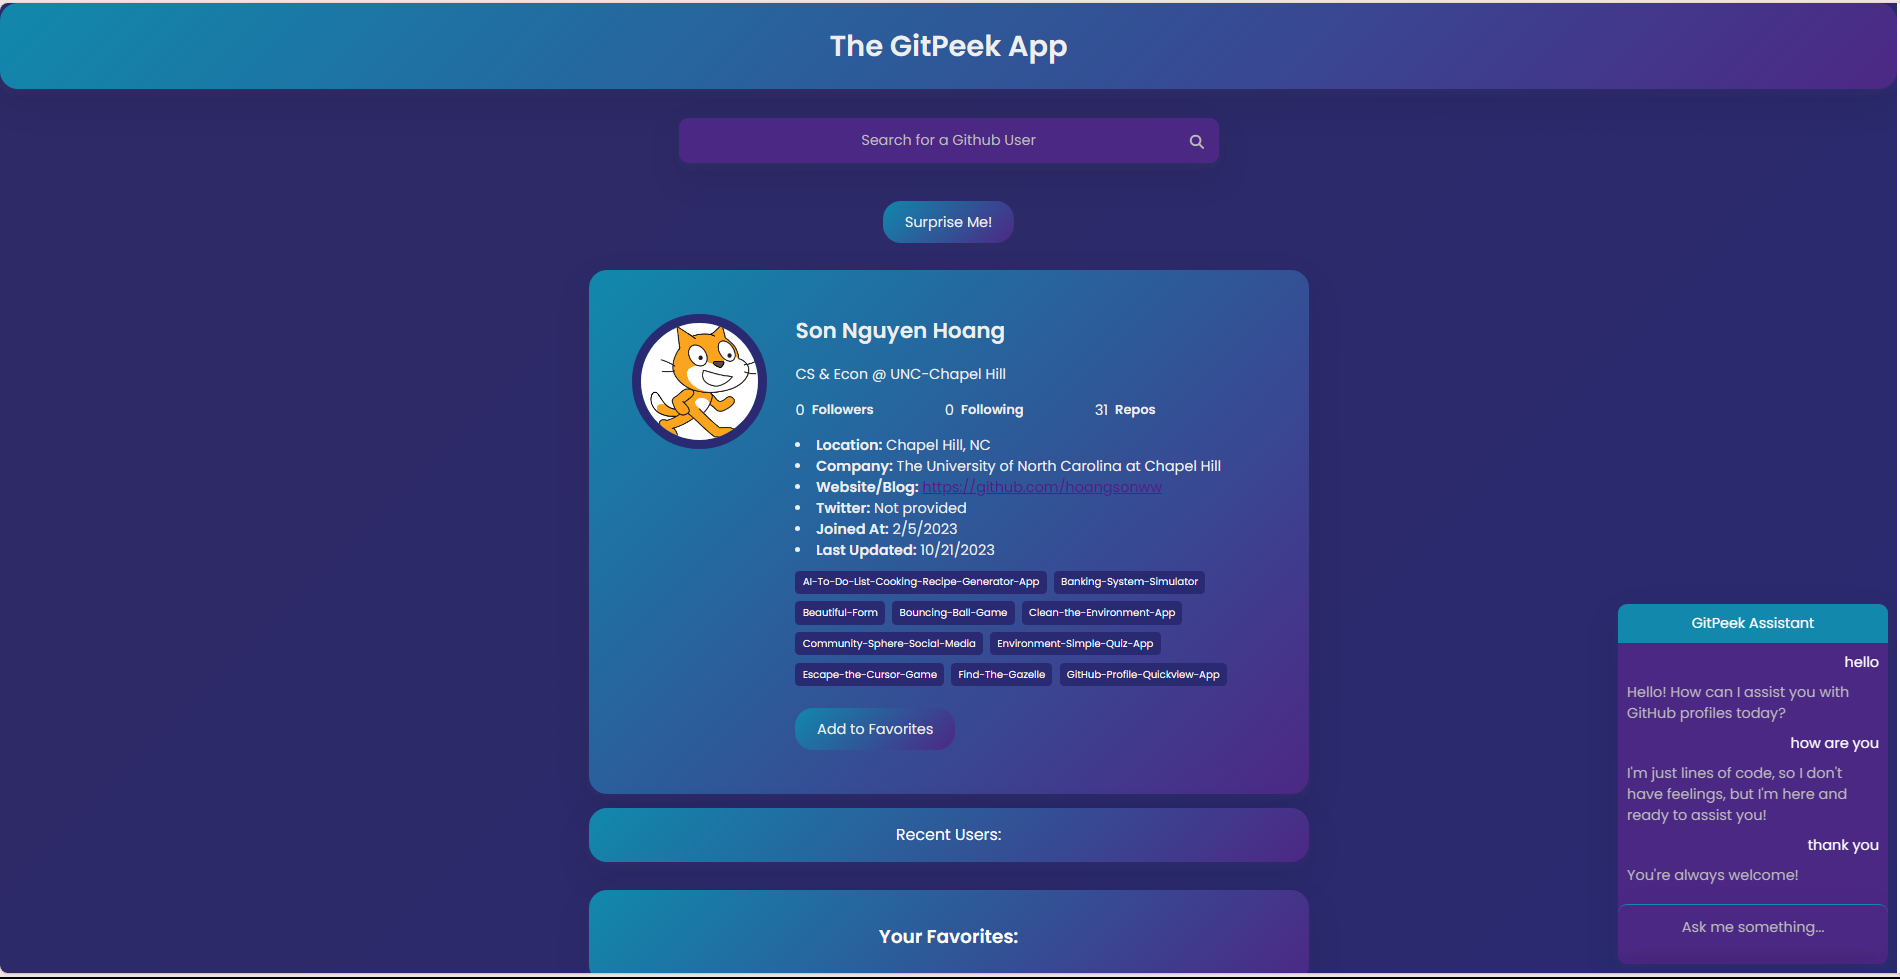 The GitPeek App
Search for a Github User
Surprise Me!
Son Nguyen Hoang
CS & Econ @ UNC-Chapel Hill
0 Followers 0 Following 31 Repos
Location: Chapel Hill, NC
Company: The University of North Carolina at Chapel Hill
Website/Blog: https://github.com/hoangsonww
Twitter: Not provided
Joined At: 2/5/2023
Last Updated: 10/21/2023
AI-To-Do-List-Cooking-Recipe-Generator-App Banking-System-Simulator
Beautiful-Form Bouncing-Ball-Game Clean-the-Environment-App
Community-Sphere-Social-Media Environment-Simple-Quiz-App
Escape-the-Cursor-Game Find-The-Gazelle GitHub-Profile-Quickview-App
Add to Favorites
Recent Users:
Your Favorites:
GitPeek Assistant
hello
Hello! How can I assist you with
GitHub profiles today?
how are you
I'm just lines of code, so I don't
have feelings, but I'm here and
ready to assist you!
thank you
You're always welcome!
Ask me something...